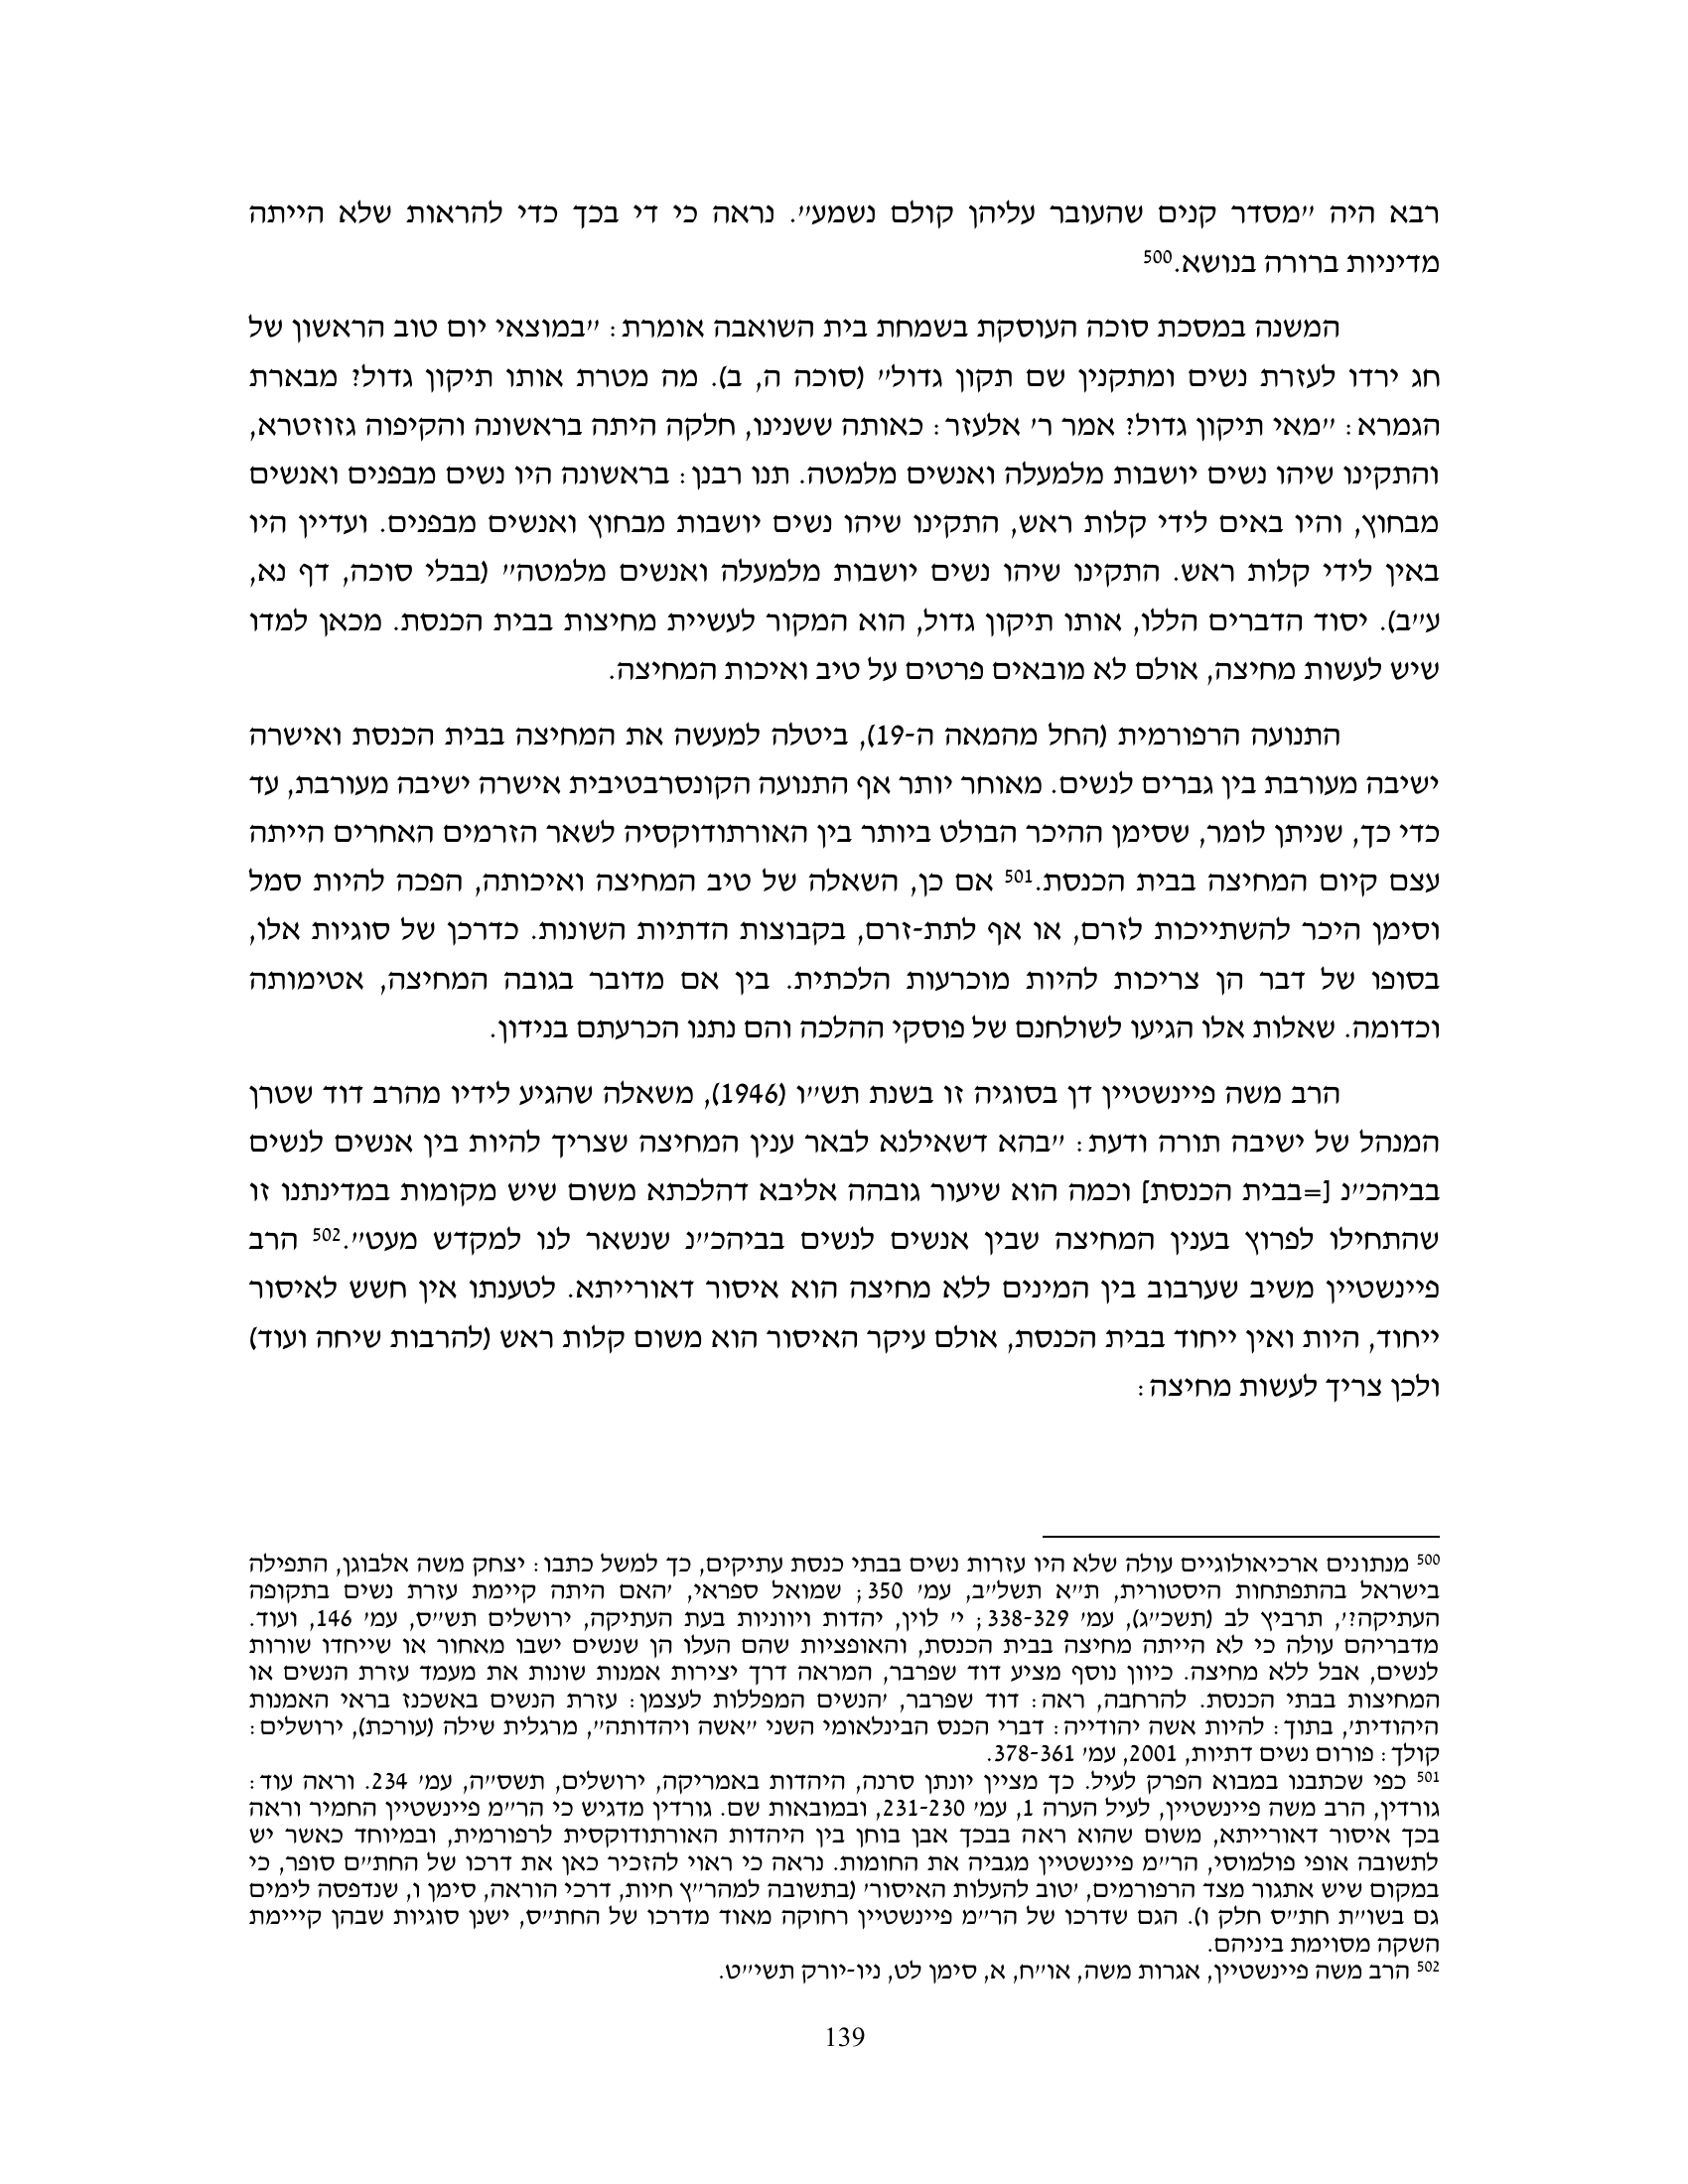 רבא היה "מסדר קנים שהעובר עליהן קולם נשמע". נראה כי די בכך כדי להראות שלא הייתה
מדיניות ברורה בנושא.500
המשנה במסכת סוכה העוסקת בשמחת בית השואבה אומרת: "במוצאי יום טוב הראשון של
חג ירדו לעזרת נשים ומתקנין שם תקון גדול" (סוכה ה, ב). מה מטרת אותו תיקון גדול? מבארת
הגמרא: "מאי תיקון גדול? אמר ר' אלעזר: כאותה ששנינו, חלקה היתה בראשונה והקיפוה גזוזטרא,
והתקינו שיהו נשים יושבות מלמעלה ואנשים מלמטה. תנו רבנן: בראשונה היו נשים מבפנים ואנשים
מבחוץ, והיו באים לידי קלות ראש, התקינו שיהו נשים יושבות מבחוץ ואנשים מבפנים. ועדיין היו
באין לידי קלות ראש. התקינו שיהו נשים יושבות מלמעלה ואנשים מלמטה" (בבלי סוכה, דף נא,
ע"ב). יסוד הדברים הללו, אותו תיקון גדול, הוא המקור לעשיית מחיצות בבית הכנסת. מכאן למדו
שיש לעשות מחיצה, אולם לא מובאים פרטים על טיב ואיכות המחיצה.
התנועה הרפורמית (החל מהמאה ה-19), ביטלה למעשה את המחיצה בבית הכנסת ואישרה
ישיבה מעורבת בין גברים לנשים. מאוחר יותר אף התנועה הקונסרבטיבית אישרה ישיבה מעורבת, עד
כדי כך, שניתן לומר, שסימן ההיכר הבולט ביותר בין האורתודוקסיה לשאר הזרמים האחרים הייתה
עצם קיום המחיצה בבית הכנסת.501 אם כן, השאלה של טיב המחיצה ואיכותה, הפכה להיות סמל
וסימן היכר להשתייכות לזרם, או אף לתת-זרם, בקבוצות הדתיות השונות. כדרכן של סוגיות אלו,
בסופו של דבר הן צריכות להיות מוכרעות הלכתית. בין אם מדובר בגובה המחיצה, אטימותה
וכדומה. שאלות אלו הגיעו לשולחנם של פוסקי ההלכה והם נתנו הכרעתם בנידון.
הרב משה פיינשטיין דן בסוגיה זו בשנת תש"ו (1946), משאלה שהגיע לידיו מהרב דוד שטרן
המנהל של ישיבה תורה ודעת: "בהא דשאילנא לבאר ענין המחיצה שצריך להיות בין אנשים לנשים
בביהכ"נ [=בבית הכנסת] וכמה הוא שיעור גובהה אליבא דהלכתא משום שיש מקומות במדינתנו זו
שהתחילו לפרוץ בענין המחיצה שבין אנשים לנשים בביהכ"נ שנשאר לנו למקדש מעט".502 הרב
פיינשטיין משיב שערבוב בין המינים ללא מחיצה הוא איסור דאורייתא. לטענתו אין חשש לאיסור
ייחוד, היות ואין ייחוד בבית הכנסת, אולם עיקר האיסור הוא משום קלות ראש (להרבות שיחה ועוד)
ולכן צריך לעשות מחיצה:
500 מנתונים ארכיאולוגיים עולה שלא היו עזרות נשים בבתי כנסת עתיקים, כך למשל כתבו: יצחק משה אלבוגן, התפילה
בישראל בהתפתחות היסטורית, ת"א תשל"ב, עמ' 350; שמואל ספראי, 'האם היתה קיימת עזרת נשים בתקופה
העתיקה?', תרביץ לב (תשכ"ג), עמ' 338-329; י' לוין, יהדות ויווניות בעת העתיקה, ירושלים תש"ס, עמ' 146, ועוד.
מדבריהם עולה כי לא הייתה מחיצה בבית הכנסת, והאופציות שהם העלו הן שנשים ישבו מאחור או שייחדו שורות
לנשים, אבל ללא מחיצה. כיוון נוסף מציע דוד שפרבר, המראה דרך יצירות אמנות שונות את מעמד עזרת הנשים או
המחיצות בבתי הכנסת. להרחבה, ראה: דוד שפרבר, 'הנשים המפללות לעצמן: עזרת הנשים באשכנז בראי האמנות
היהודית', בתוך: להיות אשה יהודייה: דברי הכנס הבינלאומי השני "אשה ויהדותה", מרגלית שילה (עורכת), ירושלים:
קולך: פורום נשים דתיות, 2001, עמ' 378-361.
501 כפי שכתבנו במבוא הפרק לעיל. כך מציין יונתן סרנה, היהדות באמריקה, ירושלים, תשס"ה, עמ' 234. וראה עוד:
גורדין, הרב משה פיינשטיין, לעיל הערה 1, עמ' 231-230, ובמובאות שם. גורדין מדגיש כי הר"מ פיינשטיין החמיר וראה
בכך איסור דאורייתא, משום שהוא ראה בבכך אבן בוחן בין היהדות האורתודוקסית לרפורמית, ובמיוחד כאשר יש
לתשובה אופי פולמוסי, הר"מ פיינשטיין מגביה את החומות. נראה כי ראוי להזכיר כאן את דרכו של החת"ם סופר, כי
במקום שיש אתגור מצד הרפורמים, 'טוב להעלות האיסור' (בתשובה למהר"ץ חיות, דרכי הוראה, סימן ו, שנדפסה לימים
גם בשו"ת חת"ס חלק ו). הגם שדרכו של הר"מ פיינשטיין רחוקה מאוד מדרכו של החת"ס, ישנן סוגיות שבהן קייימת
השקה מסוימת ביניהם.
502 הרב משה פיינשטיין, אגרות משה, או"ח, א, סימן לט, ניו-יורק תשי"ט.
139